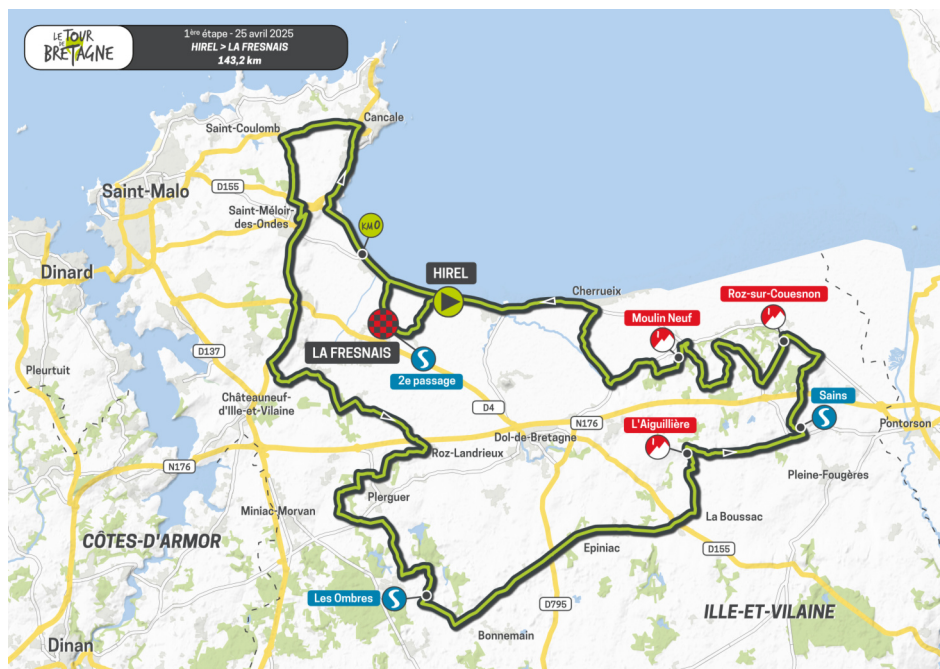 LE TOUR
DE
BRETAGNE
1ère étape - 25 avril 2025
HIREL > LA FRESNAIS
143,2 km
Saint-Coulomb
Cancale
Saint-Malo
D155
Saint-Méloir-
des-Ondes
KM0
Dinard
HIREL
Cherrueix
Roz-sur-Couesnon
Moulin Neuf
LA FRESNAIS
2e passage
D137
Pleurtuit
Châteauneuf-
d'Ille-et-Vilaine
D4
Sains
L'Aiguillière
N176
Dol-de-Bretagne
Pontorson
Roz-Landrieux
N176
Pleine-Fougères
Plerguer
Miniac-Morvan
La Boussac
CÔTES-D'ARMOR
Epiniac
D155
Les Ombres
D795
ILLE-ET-VILAINE
Bonnemain
Dinan